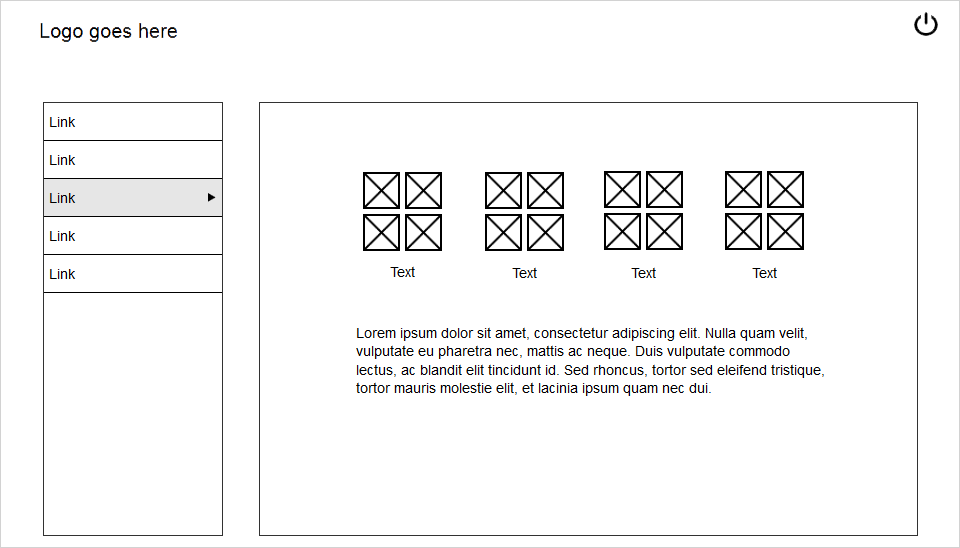 Logo goes here
Link
Link
Link
Link
Link
Text Text Text Text
Lorem ipsum dolor sit amet, consectetur adipiscing elit. Nulla quam velit,
vulputate eu pharetra nec, mattis ac neque. Duis vulputate commodo
lectus, ac blandit elit tincidunt id. Sed rhoncus, tortor sed eleifend tristique,
tortor mauris molestie elit, et lacinia ipsum quam nec dui.